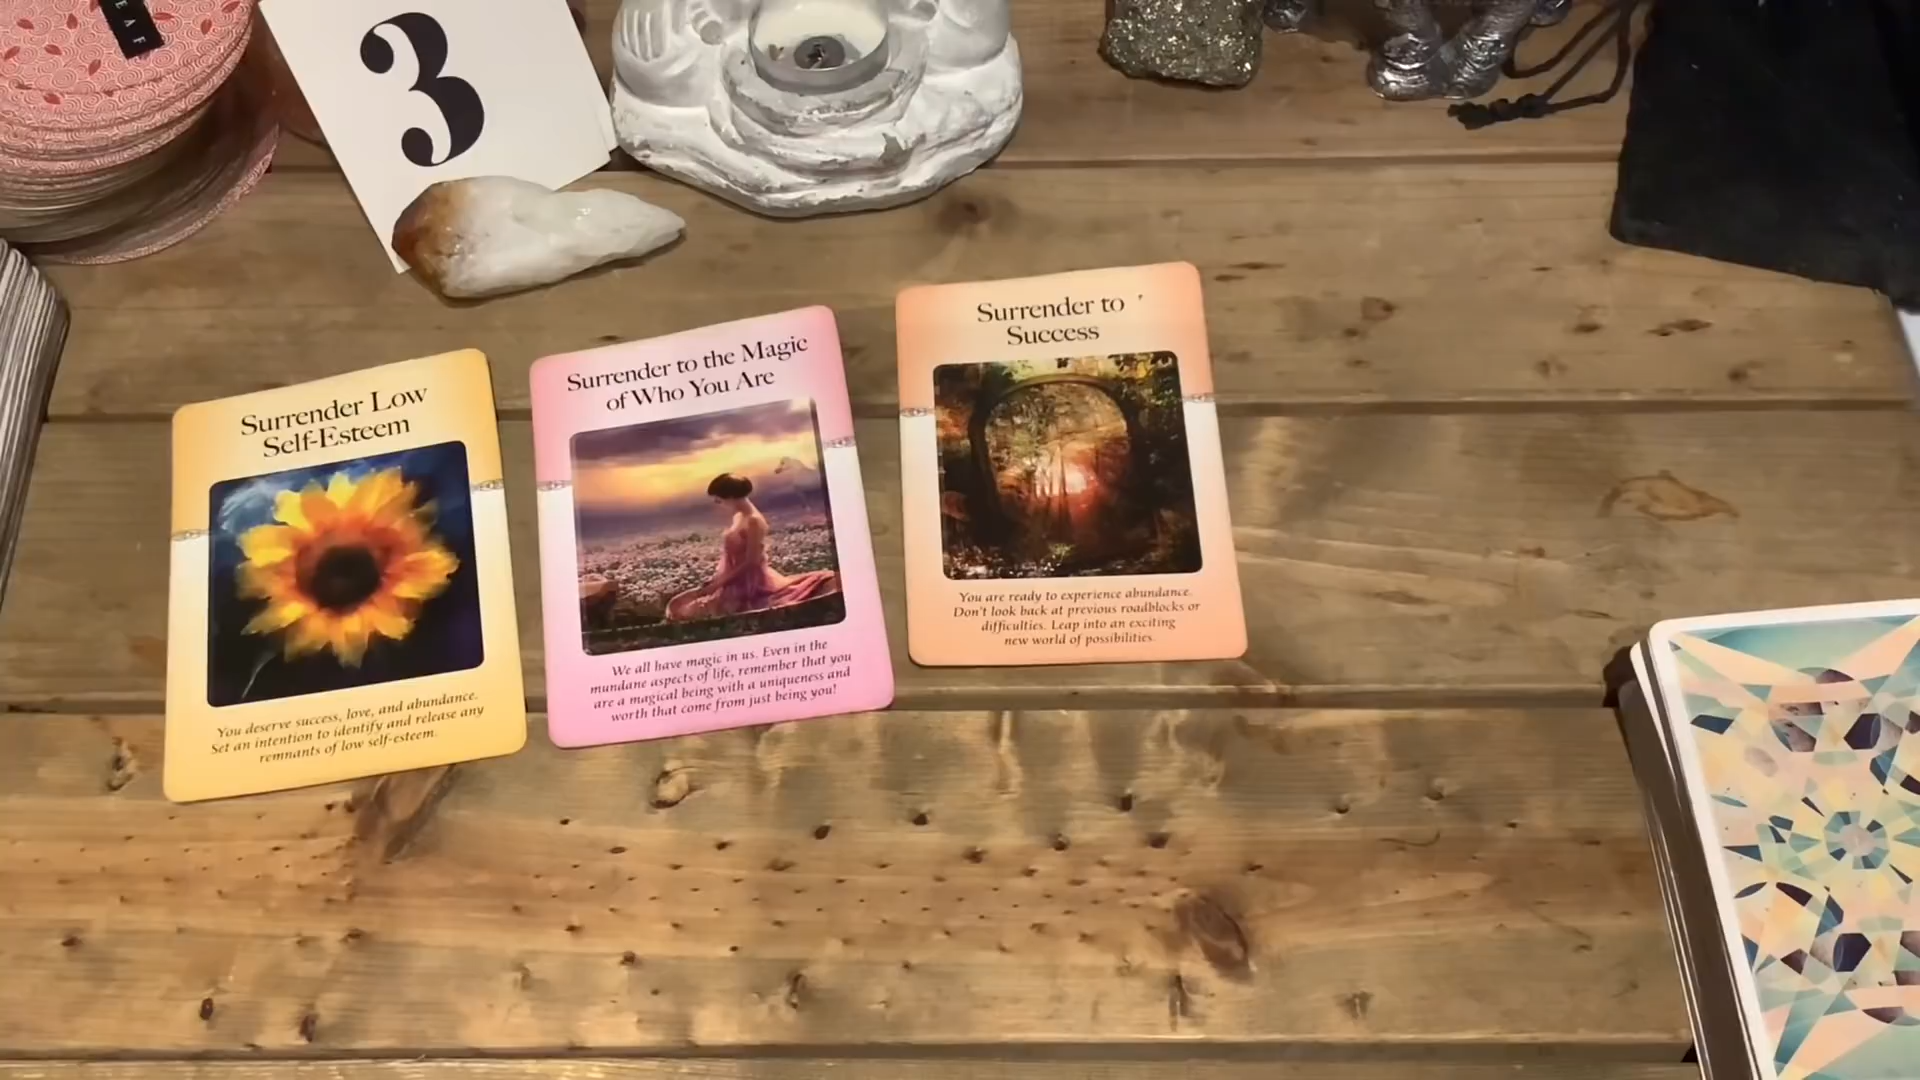 EAF
3
Surrender Low
Self-Esteem
You deserve success, love, and abundance.
Set an intention to identify and release any
remnants of low self-esteem.
Surrender to the Magic
of Who You Are
We all have magic in us. Even in the
mundane aspects of life, remember that you
are a magical being with a uniqueness and
worth that come from just being you!
Surrender to
Success
You are ready to experience abundance.
Don't look back at previous roadblocks or
difficulties. Leap into an exciting
new world of possibilities.